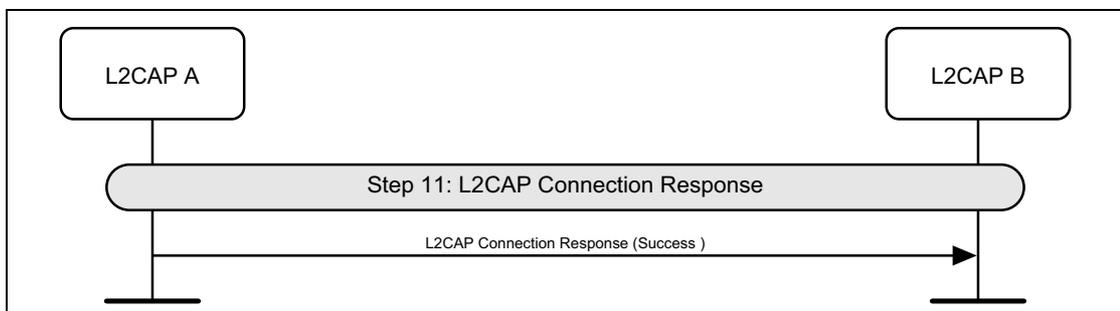 L2CAP A
L2CAP B
Step 11: L2CAP Connection Response
L2CAP Connection Response (Success )